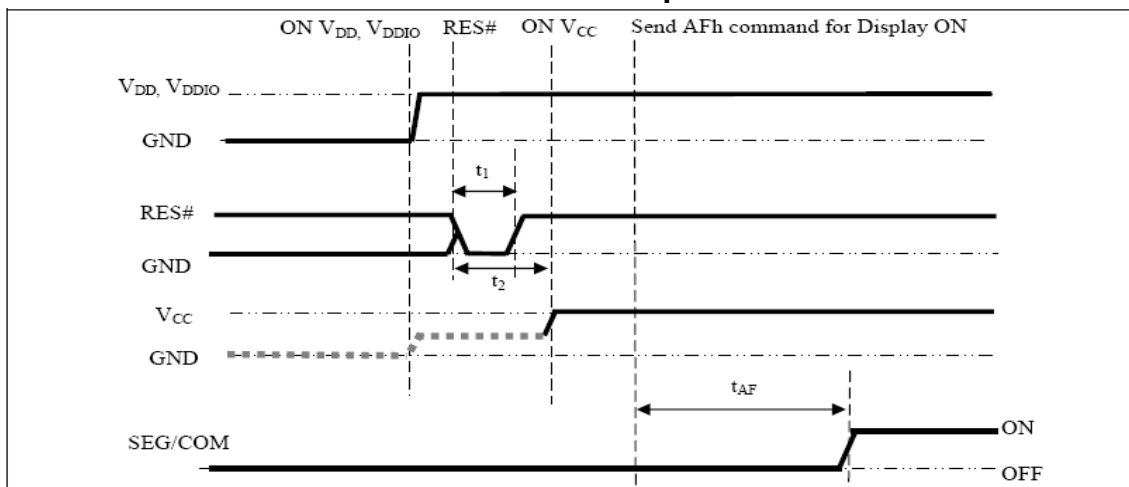 ON VDD, VDDIO RES# ON VCC Send AFh command for Display ON
VDD, VDDIO
GND
t1
RES#
GND
t2
VCC
GND
tAF
SEG/COM
ON
OFF